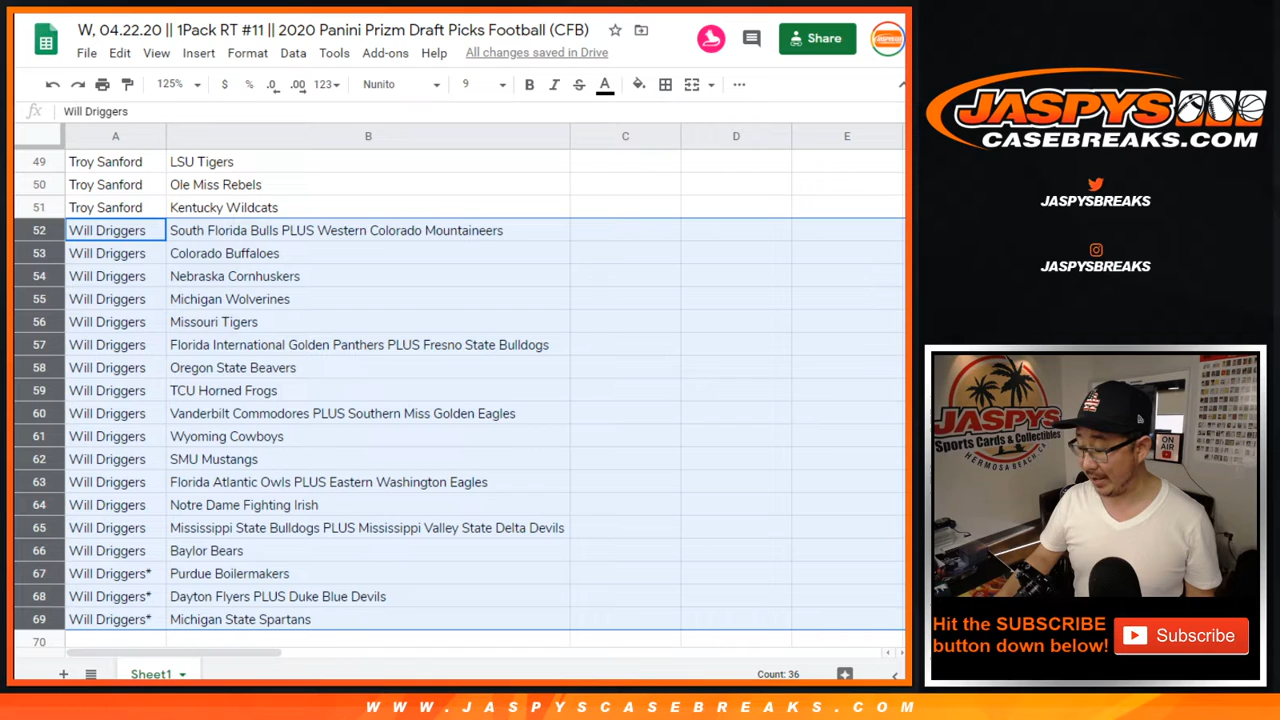 W, 04.22.20 || 1Pack RT #11 || 2020 Panini Prizm Draft Picks Football (CFB)
File Edit View Insert Format Data Tools Add-ons Help All changes saved in Drive
Share
125% $ % .0 .00 123 Nunito 9 B I S A
fx Will Driggers
A B C D E
49 Troy Sanford LSU Tigers
50 Troy Sanford Ole Miss Rebels
51 Troy Sanford Kentucky Wildcats
52 Will Driggers South Florida Bulls PLUS Western Colorado Mountaineers
53 Will Driggers Colorado Buffaloes
54 Will Driggers Nebraska Cornhuskers
55 Will Driggers Michigan Wolverines
56 Will Driggers Missouri Tigers
57 Will Driggers Florida International Golden Panthers PLUS Fresno State Bulldogs
58 Will Driggers Oregon State Beavers
59 Will Driggers TCU Horned Frogs
60 Will Driggers Vanderbilt Commodores PLUS Southern Miss Golden Eagles
61 Will Driggers Wyoming Cowboys
62 Will Driggers SMU Mustangs
63 Will Driggers Florida Atlantic Owls PLUS Eastern Washington Eagles
64 Will Driggers Notre Dame Fighting Irish
65 Will Driggers Mississippi State Bulldogs PLUS Mississippi Valley State Delta Devils
66 Will Driggers Baylor Bears
67 Will Driggers* Purdue Boilermakers
68 Will Driggers* Dayton Flyers PLUS Duke Blue Devils
69 Will Driggers* Michigan State Spartans
70
Sheet1
Count: 36
JASPYS
CASEBREAKS.COM
JASPYSBREAKS
JASPYSBREAKS
JASPYS
Sports Cards & Collectibles
HERMOSA BEACH CA
ON AIR
Hit the SUBSCRIBE
button down below!
Subscribe
WWW.JASPYSCASEBREAKS.COM